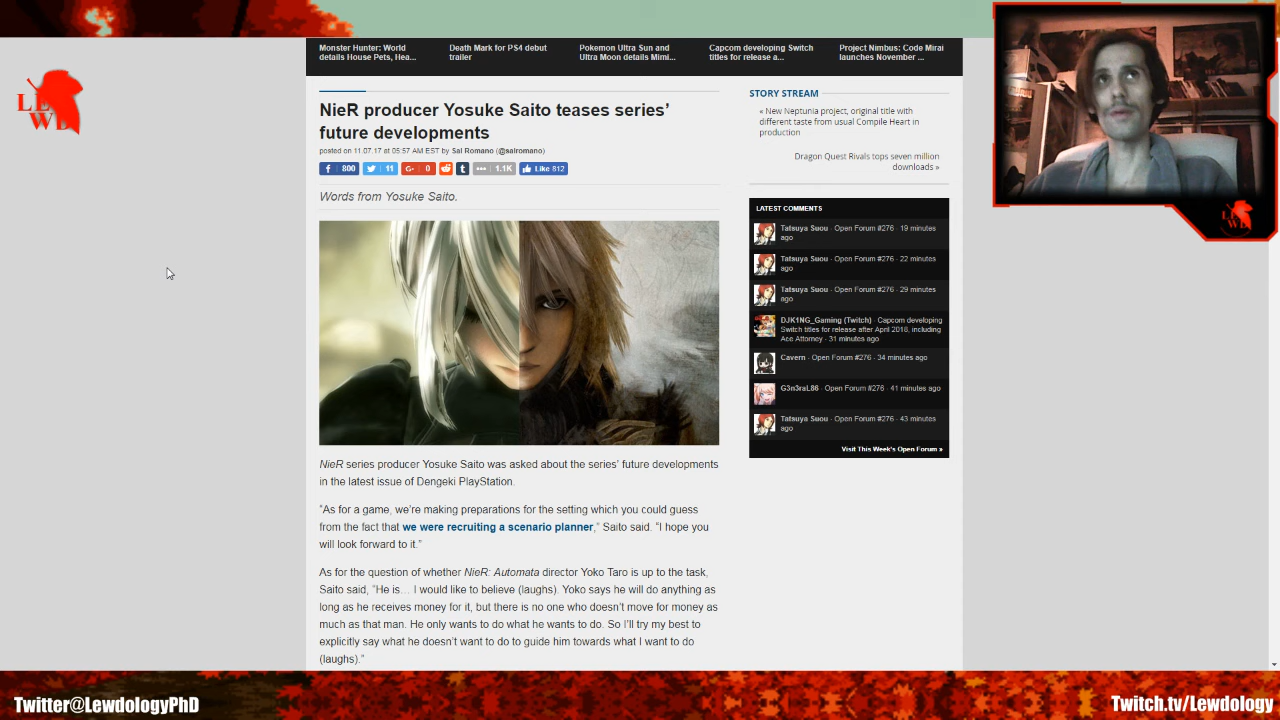 Monster Hunter: World
details House Pets, Hea...
Death Mark for PS4 debut
trailer
Pokemon Ultra Sun and
Ultra Moon details Mimi...
Capcom developing Switch
titles for release a...
Project Nimbus: Code Mirai
launches November ...
LEWD
NieR producer Yosuke Saito teases series’
future developments
posted on 11.07.17 at 05:57 AM EST by Sal Romano (@salromano)
800
11
G+ 0
1.1K
Like 812
Words from Yosuke Saito.
NieR series producer Yosuke Saito was asked about the series’ future developments
in the latest issue of Dengeki PlayStation.
“As for a game, we’re making preparations for the setting which you could guess
from the fact that we were recruiting a scenario planner,” Saito said. “I hope you
will look forward to it.”
As for the question of whether NieR: Automata director Yoko Taro is up to the task,
Saito said, “He is… I would like to believe (laughs). Yoko says he will do anything as
long as he receives money for it, but there is no one who doesn’t move for money as
much as that man. He only wants to do what he wants to do. So I’ll try my best to
explicitly say what he doesn’t want to do to guide him towards what I want to do
(laughs).”
STORY STREAM
« New Neptunia project, original title with
different taste from usual Compile Heart in
production
Dragon Quest Rivals tops seven million
downloads »
LATEST COMMENTS
Tatsuya Suou · Open Forum #276 · 19 minutes
ago
Tatsuya Suou · Open Forum #276 · 22 minutes
ago
Tatsuya Suou · Open Forum #276 · 29 minutes
ago
DJK1NG_Gaming (Twitch) · Capcom developing
Switch titles for release after April 2018, including
Ace Attorney · 31 minutes ago
Cavern · Open Forum #276 · 34 minutes ago
G3n3raL86 · Open Forum #276 · 41 minutes ago
Tatsuya Suou · Open Forum #276 · 43 minutes
ago
Visit This Week's Open Forum »
Twitter@LewdologyPhD
Twitch.tv/Lewdology